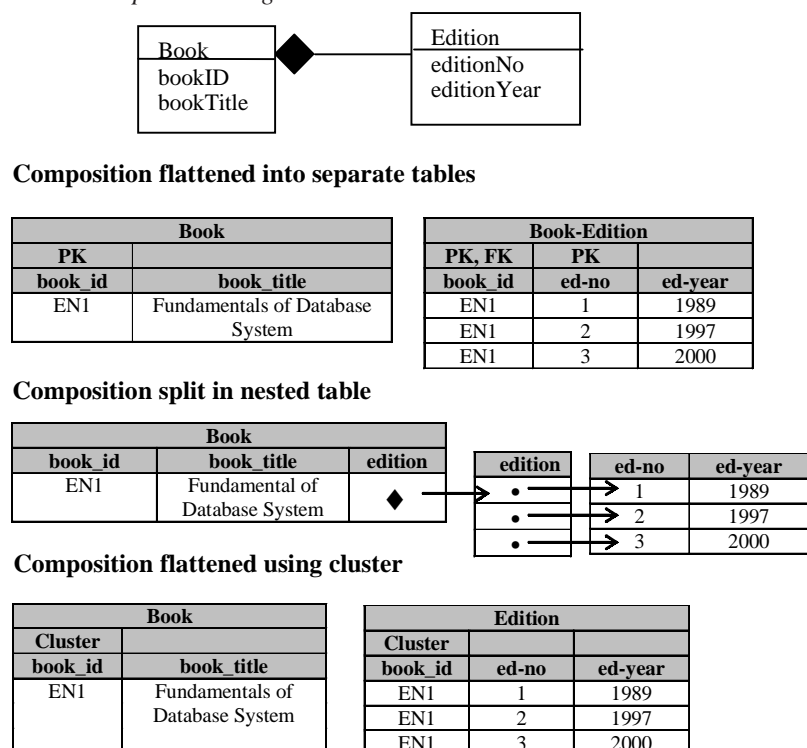 Book
bookID
bookTitle
Edition
editionNo
editionYear
Composition flattened into separate tables
Book
PK
book_id book_title
EN1 Fundamentals of Database
System
Book-Edition
PK, FK PK
book_id ed-no ed-year
EN1 1 1989
EN1 2 1997
EN1 3 2000
Composition split in nested table
Book
book_id book_title edition
EN1 Fundamental of
Database System
edition
ed-no ed-year
1 1989
2 1997
3 2000
Composition flattened using cluster
Book
Cluster
book_id book_title
EN1 Fundamentals of
Database System
Edition
Cluster
book_id ed-no ed-year
EN1 1 1989
EN1 2 1997
EN1 3 2000